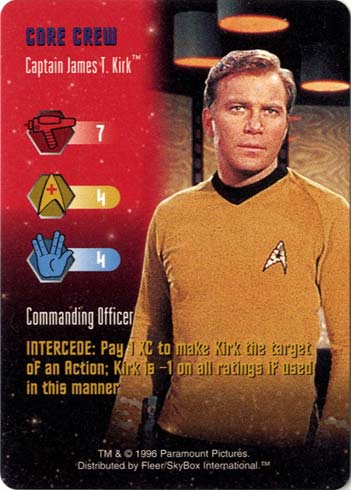 CORE CREW
Captain James T. Kirk™
7
4
4
Commanding Officer
INTERCEDE: Pay 1 XC to make Kirk the target
of an Action; Kirk is -1 on all ratings if used
in this manner
TM & © 1996 Paramount Pictures.
Distributed by Fleer/SkyBox International.™